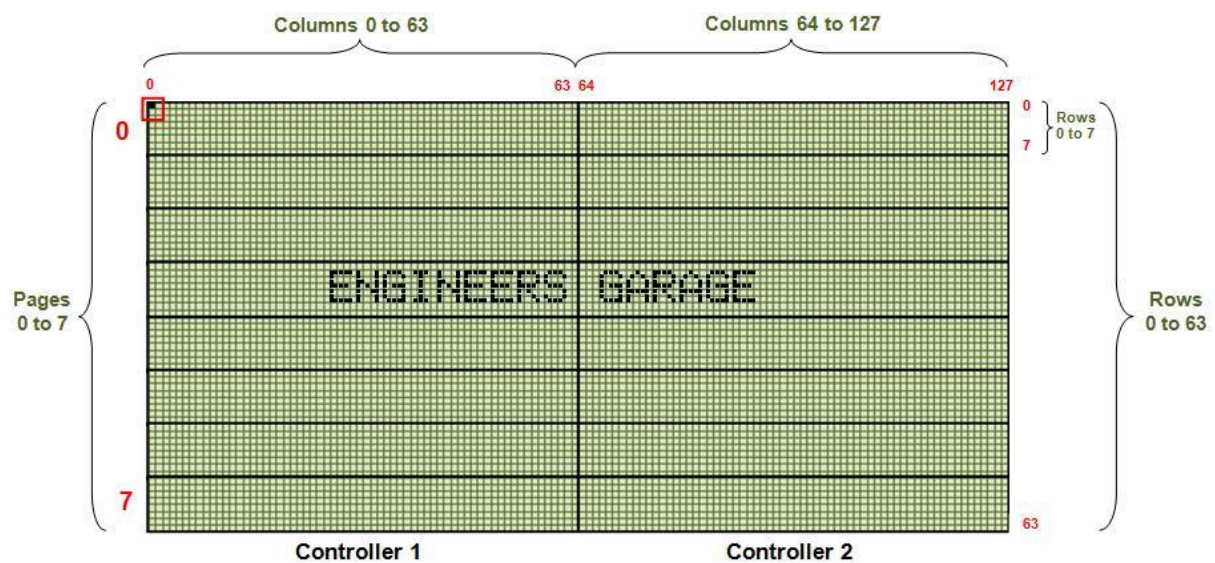 Columns 0 to 63
Columns 64 to 127
0
63 64
127
0
0
Rows
0 to 7
7
ENGINEERS GARAGE
Pages
0 to 7
Rows
0 to 63
7
63
Controller 1
Controller 2